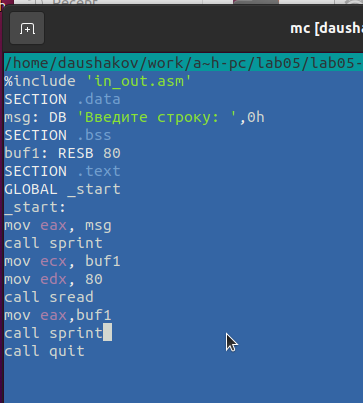 Recent
mc [daushak
/home/daushakov/work/a-h-pc/lab05/lab05-
%include 'in_out.asm'
SECTION .data
msg: DB 'Введите строку: ',0h
SECTION .bss
buf1: RESB 80
SECTION .text
GLOBAL _start
_start:
mov eax, msg
call sprint
mov ecx, buf1
mov edx, 80
call sread
mov eax,buf1
call sprint
call quit